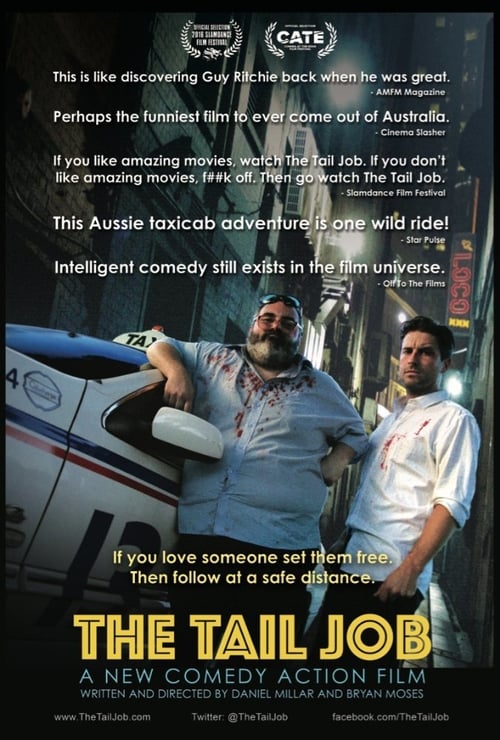 OFFICIAL SELECTION
2016 SLAMDANCE
FILM FESTIVAL
OFFICIAL SELECTION
CATE
This is like discovering Guy Ritchie back when he was great.
- AMFM Magazine
Perhaps the funniest film to ever come out of Australia.
- Cinema Slasher
If you like amazing movies, watch The Tail Job. If you don't
like amazing movies, f##k off. Then go watch The Tail Job.
- Slamdance Film Festival
This Aussie taxicab adventure is one wild ride!
- Star Pulse
Intelligent comedy still exists in the film universe.
- Off To The Films
LOCO
XXX
TAXI
4
13
If you love someone set them free.
Then follow at a safe distance.
THE TAIL JOB
A NEW COMEDY ACTION FILM
WRITTEN AND DIRECTED BY DANIEL MILLAR AND BRYAN MOSES
www.TheTailJob.com Twitter: @TheTailJob facebook.com/TheTailJob